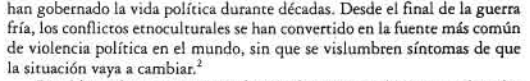 han gobernado la vida política durante décadas. Desde el final de la guerra
fría, los conflictos etnoculturales se han convertido en la fuente más común
de violencia política en el mundo, sin que se vislumbren síntomas de que
la situación vaya a cambiar.²